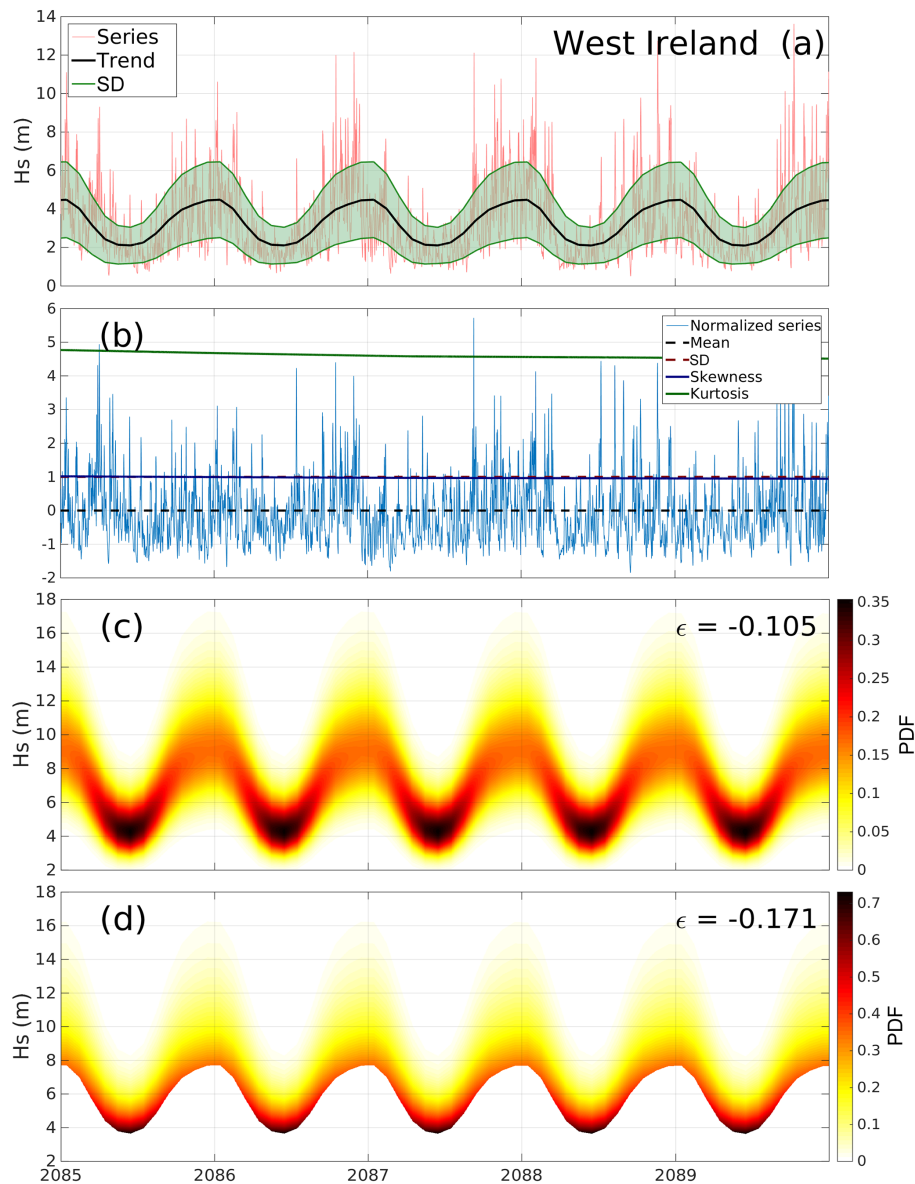 West Ireland (a)
Series
Trend
SD
Hs (m)
14
12
10
8
6
4
2
0
(b)
Normalized series
Mean
SD
Skewness
Kurtosis
6
5
4
3
2
1
0
-1
-2
(c)
ϵ = -0.105
Hs (m)
18
16
14
12
10
8
6
4
2
0.35
0.3
0.25
0.2
0.15
0.1
0.05
0
PDF
(d)
ϵ = -0.171
Hs (m)
18
16
14
12
10
8
6
4
2
0.7
0.6
0.5
0.4
0.3
0.2
0.1
0
PDF
2085 2086 2087 2088 2089